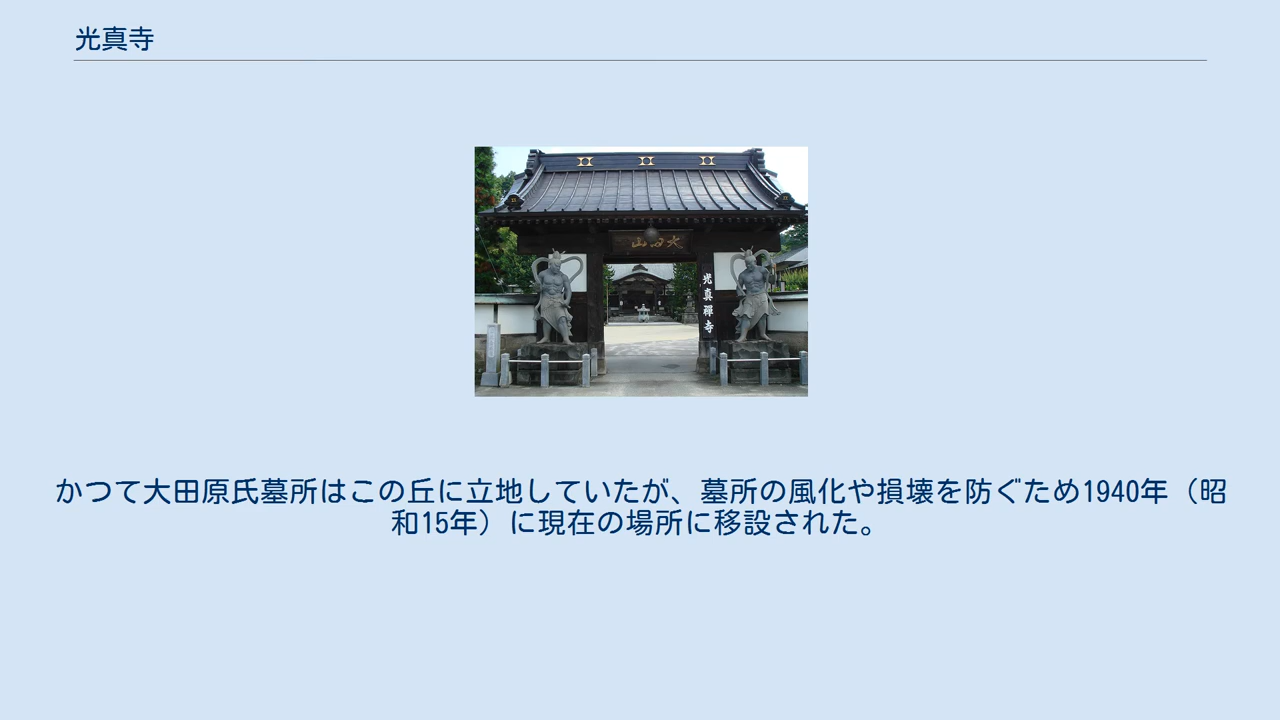 光真寺
大田山
光真禅寺
かつて大田原氏墓所はこの丘に立地していたが、墓所の風化や損壊を防ぐため1940年（昭
和15年）に現在の場所に移設された。